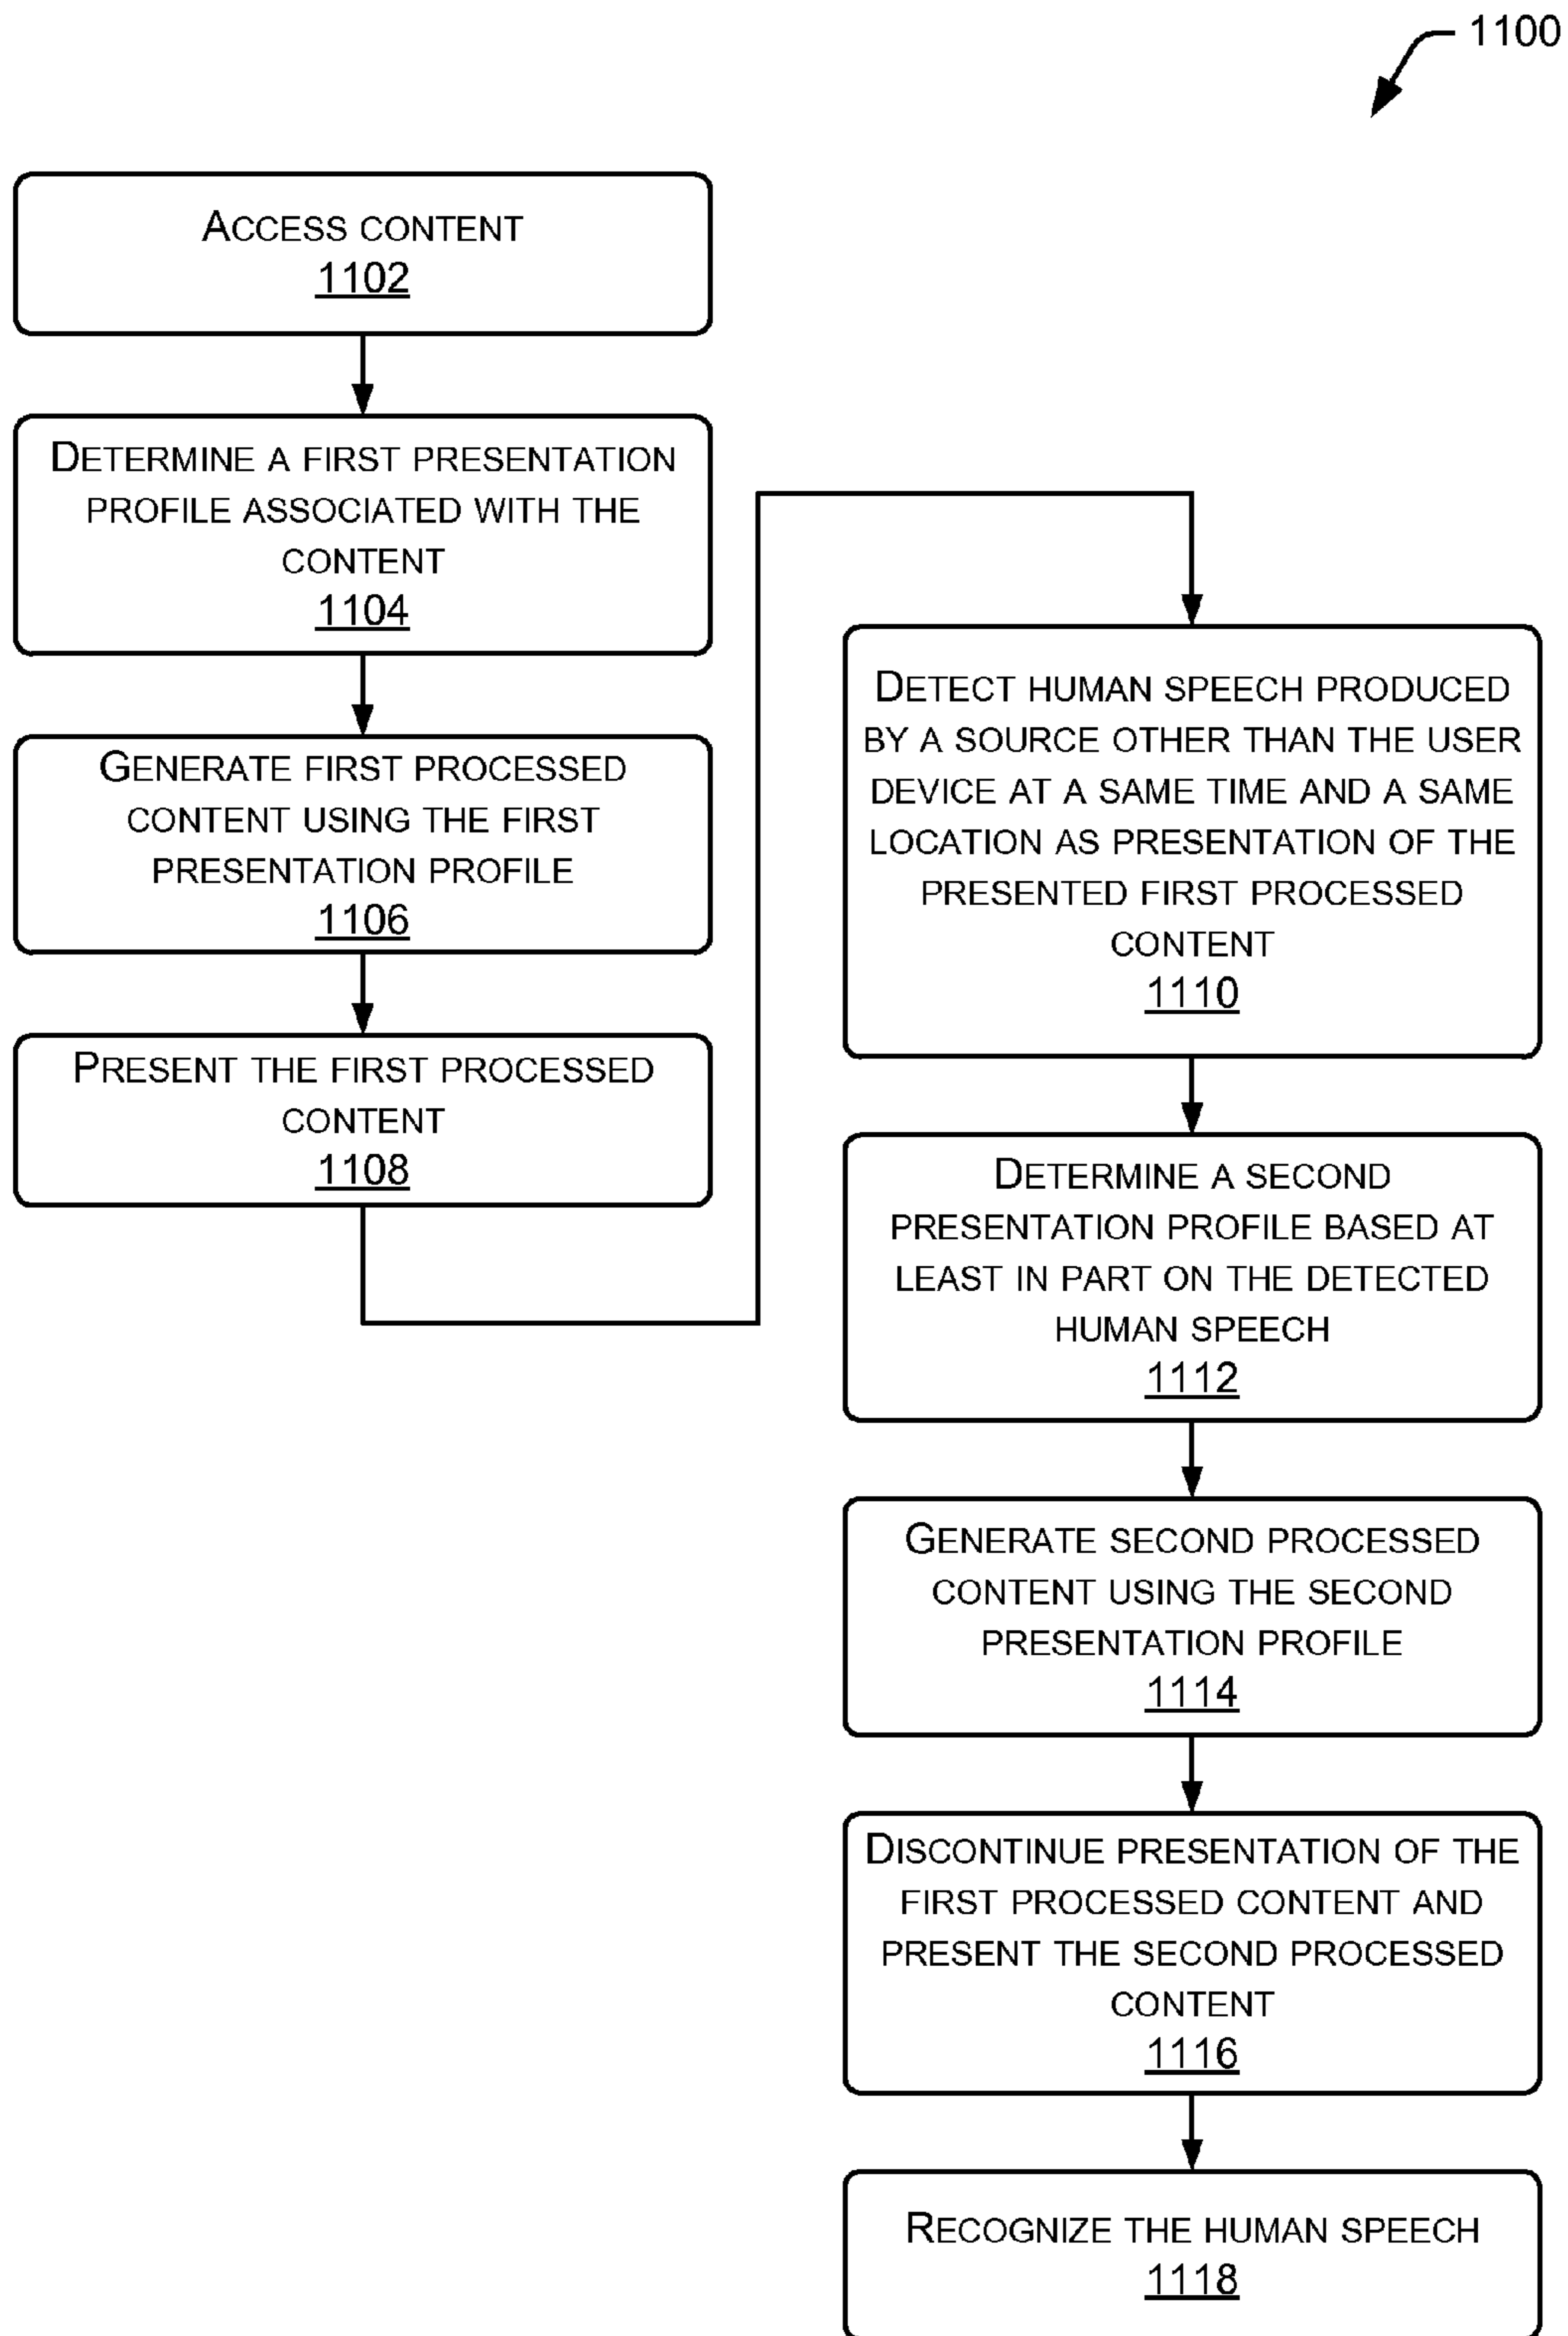 1100
ACCESS CONTENT
1102
DETERMINE A FIRST PRESENTATION
PROFILE ASSOCIATED WITH THE
CONTENT
1104
GENERATE FIRST PROCESSED
CONTENT USING THE FIRST
PRESENTATION PROFILE
1106
PRESENT THE FIRST PROCESSED
CONTENT
1108
DETECT HUMAN SPEECH PRODUCED
BY A SOURCE OTHER THAN THE USER
DEVICE AT A SAME TIME AND A SAME
LOCATION AS PRESENTATION OF THE
PRESENTED FIRST PROCESSED
CONTENT
1110
DETERMINE A SECOND
PRESENTATION PROFILE BASED AT
LEAST IN PART ON THE DETECTED
HUMAN SPEECH
1112
GENERATE SECOND PROCESSED
CONTENT USING THE SECOND
PRESENTATION PROFILE
1114
DISCONTINUE PRESENTATION OF THE
FIRST PROCESSED CONTENT AND
PRESENT THE SECOND PROCESSED
CONTENT
1116
RECOGNIZE THE HUMAN SPEECH
1118